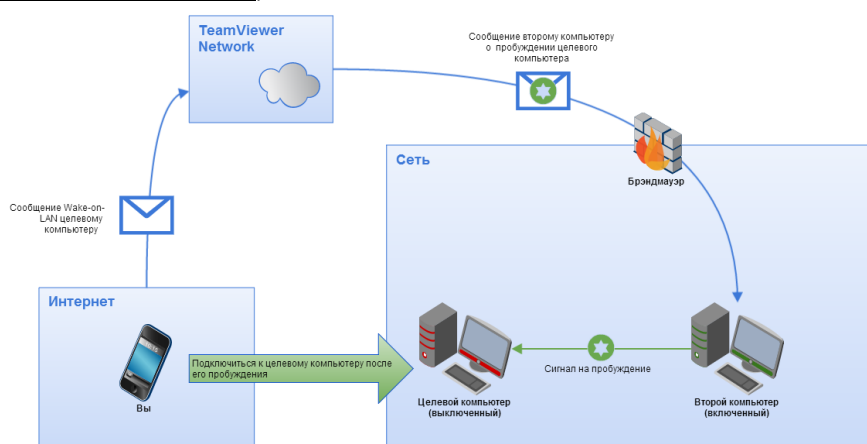 TeamViewer
Network
Сообщение второму компьютеру
о пробуждении целевого
компьютера
Сеть
Брэндмауэр
Сообщение Wake-on-
LAN целевому
компьютеру
Интернет
Подключиться к целевому компьютеру после
его пробуждения
Вы
Сигнал на пробуждение
Целевой компьютер
(выключенный)
Второй компьютер
(включенный)